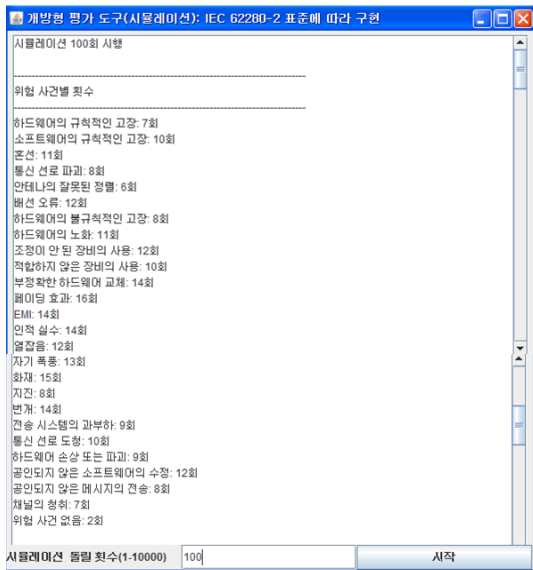 개방형 평가 도구(시뮬레이션): IEC 62280-2 표준에 따라 구현
시뮬레이션 100회 시행
위험 사건별 횟수
하드웨어의 규칙적인 고장: 7회
소프트웨어의 규칙적인 고장: 10회
혼선: 11회
통신 선로 파괴: 8회
안테나의 잘못된 정렬: 6회
배선 오류: 12회
하드웨어의 불규칙적인 고장: 8회
하드웨어의 노화: 11회
조정이 안 된 장비의 사용: 12회
적합하지 않은 장비의 사용: 10회
부정확한 하드웨어 교체: 14회
페이딩 효과: 16회
EMI: 14회
인적 실수: 14회
열잡음: 12회
자기 폭풍: 13회
화재: 15회
지진: 8회
번개: 14회
전송 시스템의 과부하: 9회
통신 선로 도청: 10회
하드웨어 손상 또는 파괴: 9회
공인되지 않은 소프트웨어의 수정: 12회
공인되지 않은 메시지의 전송: 8회
채널의 청취: 7회
위험 사건 없음: 2회
시뮬레이션 돌릴 횟수(1-10000) 100 시작